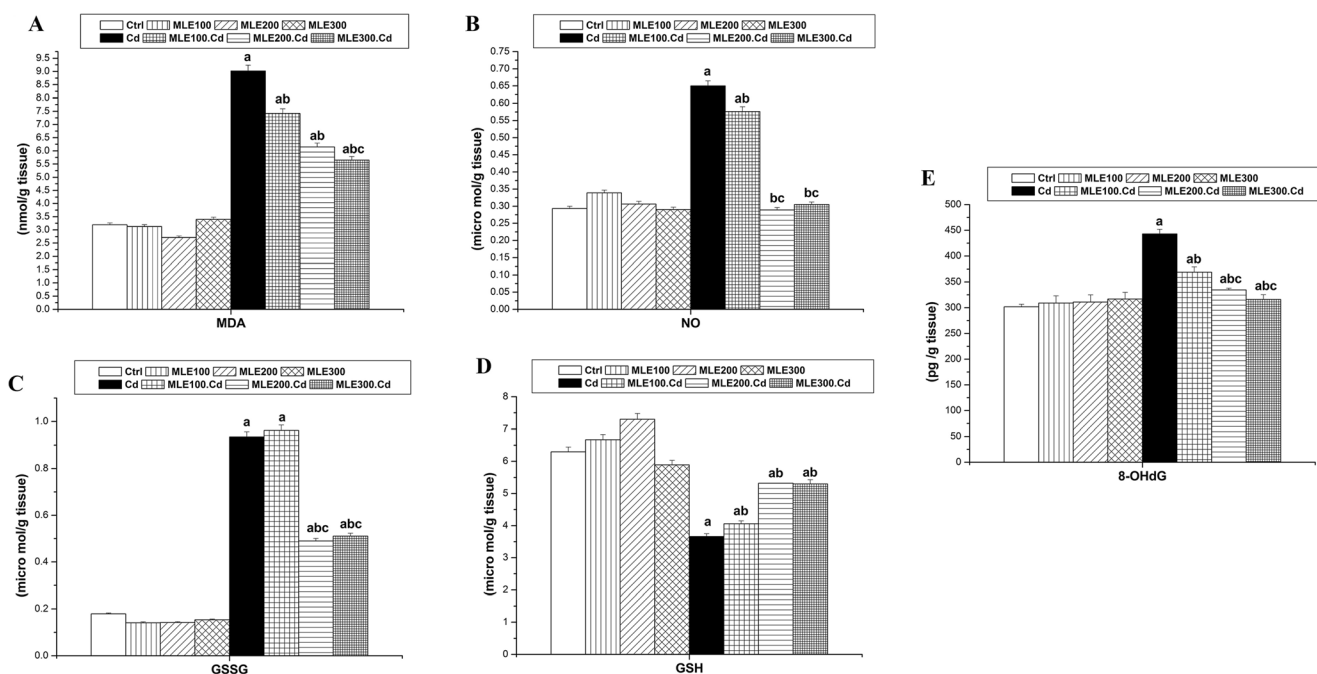 A
Ctrl MLE100 MLE200 MLE300
Cd MLE100.Cd MLE200.Cd MLE300.Cd
9.5
9.0
8.5
8.0
7.5
7.0
6.5
6.0
5.5
5.0
4.5
4.0
3.5
3.0
2.5
2.0
1.5
1.0
0.5
0.0
(nmol/g tissue)
a
ab
ab
abc
MDA
B
Ctrl MLE100 MLE200 MLE300
Cd MLE100.Cd MLE200.Cd MLE300.Cd
0.75
0.70
0.65
0.60
0.55
0.50
0.45
0.40
0.35
0.30
0.25
0.20
0.15
0.10
0.05
0.00
(micro mol/g tissue)
a
ab
bc
bc
NO
C
Ctrl MLE100 MLE200 MLE300
Cd MLE100.Cd MLE200.Cd MLE300.Cd
1.0
0.8
0.6
0.4
0.2
0.0
(micro mol/g tissue)
a
a
abc
abc
GSSG
D
Ctrl MLE100 MLE200 MLE300
Cd MLE100.Cd MLE200.Cd MLE300.Cd
8
7
6
5
4
3
2
1
0
(micro mol/g tissue)
a
ab
ab
ab
GSH
E
Ctrl MLE100 MLE200 MLE300
Cd MLE100.Cd MLE200.Cd MLE300.Cd
500
450
400
350
300
250
200
150
100
50
0
(pg /g tissue)
a
ab
abc
abc
8-OHdG